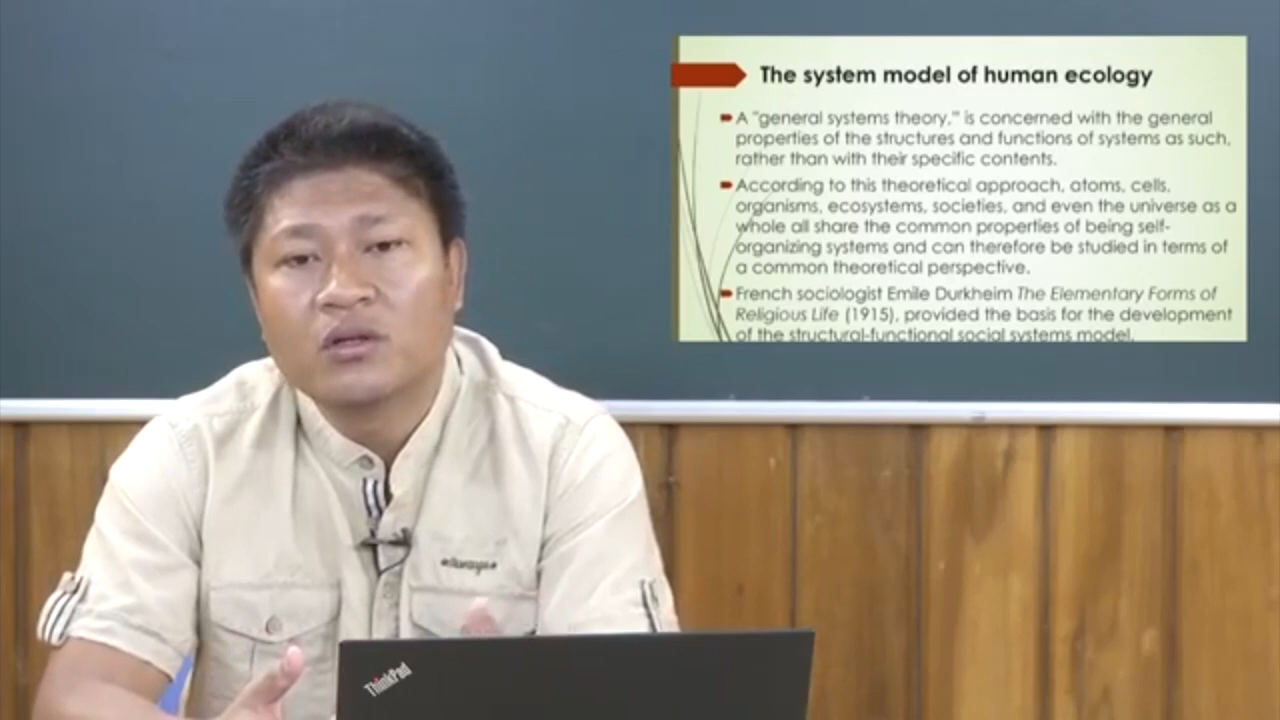 The system model of human ecology
A "general systems theory," is concerned with the general
properties of the structures and functions of systems as such,
rather than with their specific contents.
According to this theoretical approach, atoms, cells,
organisms, ecosystems, societies, and even the universe as a
whole all share the common properties of being self-
organizing systems and can therefore be studied in terms of
a common theoretical perspective.
French sociologist Emile Durkheim The Elementary Forms of
Religious Life (1915), provided the basis for the development
of the structural-functional social systems model.
ThinkPad